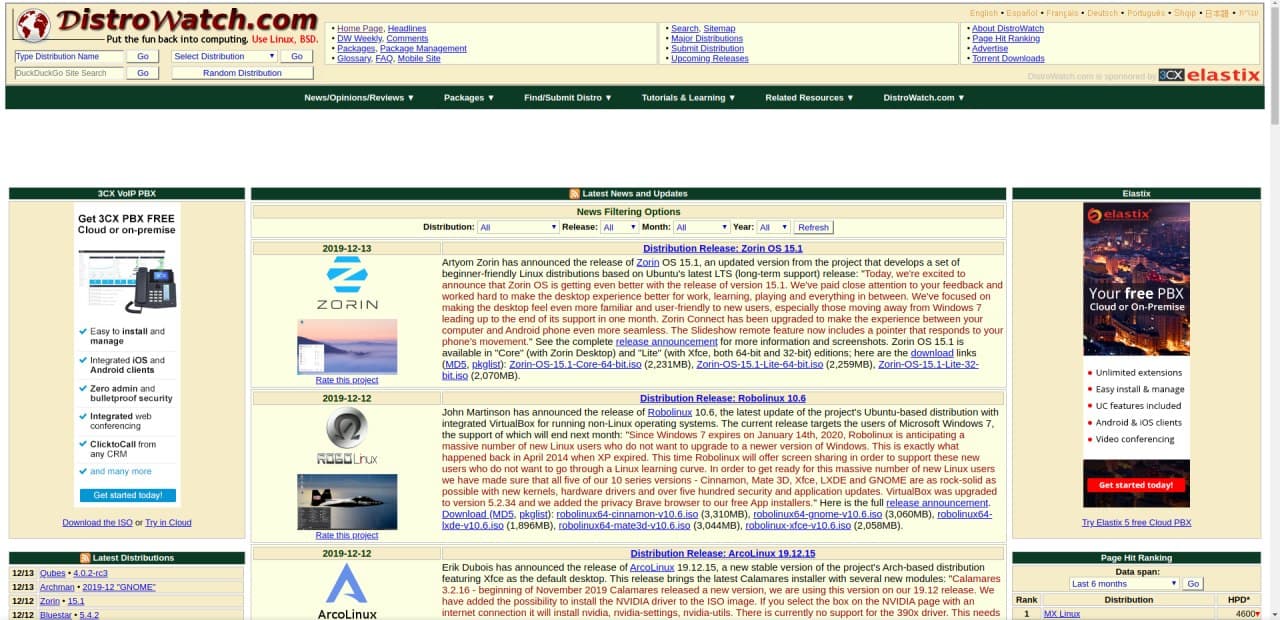 DistroWatch.com
Put the fun back into computing. Use Linux, BSD.
English • Español • Français • Deutsch • Português • Shqip • 日本語 •
Type Distribution Name Go Select Distribution Go
DuckDuckGo Site Search Go Random Distribution
• Home Page, Headlines
• DW Weekly, Comments
• Packages, Package Management
• Glossary, FAQ, Mobile Site
• Search, Sitemap
• Major Distributions
• Submit Distribution
• Upcoming Releases
• About DistroWatch
• Page Hit Ranking
• Advertise
• Torrent Downloads
DistroWatch.com is sponsored by 3CX elastix
News/Opinions/Reviews ▼ Packages ▼ Find/Submit Distro ▼ Tutorials & Learning ▼ Related Resources ▼ DistroWatch.com ▼
3CX VoIP PBX
Get 3CX PBX FREE
Cloud or on-premise
Easy to install and
manage
Integrated iOS and
Android clients
Zero admin and
bulletproof security
Integrated web
conferencing
ClicktoCall from
any CRM
and many more
Get started today!
Download the ISO or Try in Cloud
Latest Distributions
12/13 Qubes • 4.0.2-rc3
12/13 Archman • 2019-12 "GNOME"
12/12 Zorin • 15.1
12/12 Bluestar • 5.4.2
Latest News and Updates
News Filtering Options
Distribution: All Release: All Month: All Year: All Refresh
2019-12-13
ZORIN
Rate this project
Distribution Release: Zorin OS 15.1
Artyom Zorin has announced the release of Zorin OS 15.1, an updated version from the project that develops a set of
beginner-friendly Linux distributions based on Ubuntu's latest LTS (long-term support) release: "Today, we're excited to
announce that Zorin OS is getting even better with the release of version 15.1. We've paid close attention to your feedback and
worked hard to make the desktop experience better for work, learning, playing and everything in between. We've focused on
making the desktop feel even more familiar and user-friendly to new users, especially those moving away from Windows 7
leading up to the end of its support in one month. Zorin Connect has been upgraded to make the experience between your
computer and Android phone even more seamless. The Slideshow remote feature now includes a pointer that responds to your
phone's movement." See the complete release announcement for more information and screenshots. Zorin OS 15.1 is
available in "Core" (with Zorin Desktop) and "Lite" (with Xfce, both 64-bit and 32-bit) editions; here are the download links
(MD5, pkglist): Zorin-OS-15.1-Core-64-bit.iso (2,231MB), Zorin-OS-15.1-Lite-64-bit.iso (2,259MB), Zorin-OS-15.1-Lite-32-
bit.iso (2,070MB).
2019-12-12
ROBOLinux
Rate this project
Distribution Release: Robolinux 10.6
John Martinson has announced the release of Robolinux 10.6, the latest update of the project's Ubuntu-based distribution with
integrated VirtualBox for running non-Linux operating systems. The current release targets the users of Microsoft Windows 7,
the support of which will end next month: "Since Windows 7 expires on January 14th, 2020, Robolinux is anticipating a
massive number of new Linux users who do not want to upgrade to a newer version of Windows. This is exactly what
happened back in April 2014 when XP expired. This time Robolinux will offer screen sharing in order to support these new
users who do not want to go through a Linux learning curve. In order to get ready for this massive number of new Linux users
we have made sure that all five of our 10 series versions - Cinnamon, Mate 3D, Xfce, LXDE and GNOME are as rock-solid as
possible with new kernels, hardware drivers and over five hundred security and application updates. VirtualBox was upgraded
to version 5.2.34 and we added the privacy Brave browser to our free App installers." Here is the full release announcement.
Download (MD5, pkglist): robolinux64-cinnamon-v10.6.iso (3,310MB), robolinux64-gnome-v10.6.iso (3,060MB), robolinux64-
lxde-v10.6.iso (1,896MB), robolinux64-mate3d-v10.6.iso (3,044MB), robolinux-xfce-v10.6.iso (2,058MB).
2019-12-12
ArcoLinux
Distribution Release: ArcoLinux 19.12.15
Erik Dubois has announced the release of ArcoLinux 19.12.15, a new stable version of the project's Arch-based distribution
featuring Xfce as the default desktop. This release brings the latest Calamares installer with several new modules: "Calamares
3.2.16 - beginning of November 2019 Calamares released a new version, we are using this version on our 19.12 release. We
have added the possibility to install the NVIDIA driver to the ISO image. If you select the box on the NVIDIA page with an
internet connection it will install nvidia, nvidia-settings, nvidia-utils. There is currently no support for the 390x driver. This needs
Elastix
elastix
Your free PBX
Cloud or On-Premise
Unlimited extensions
Easy install & manage
UC features included
Android & iOS clients
Video conferencing
Get started today!
Try Elastix 5 free Cloud PBX
Page Hit Ranking
Data span:
Last 6 months Go
Rank Distribution HPD*
1 MX Linux 4600▾